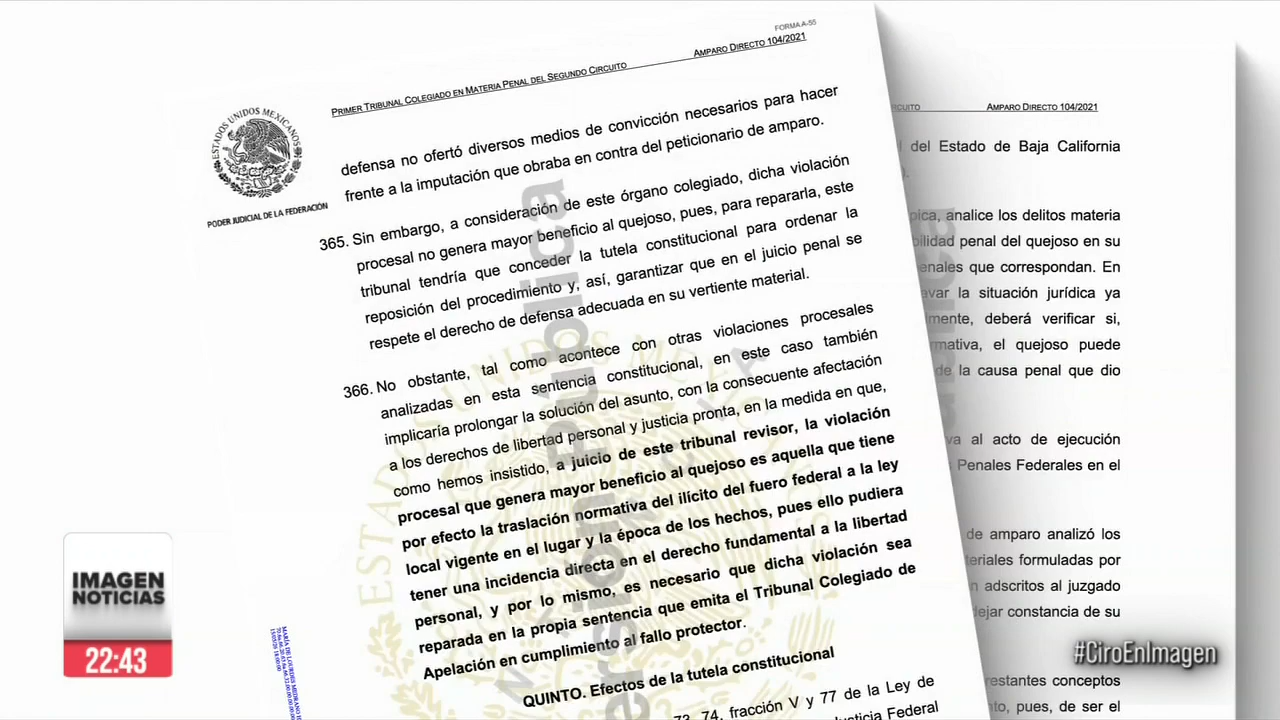 FORMA A-55
PRIMER TRIBUNAL COLEGIADO EN MATERIA PENAL DEL SEGUNDO CIRCUITO AMPARO DIRECTO 104/2021
ESTADOS UNIDOS MEXICANOS
PODER JUDICIAL DE LA FEDERACIÓN
defensa no ofertó diversos medios de convicción necesarios para hacer
frente a la imputación que obraba en contra del peticionario de amparo.
365. Sin embargo, a consideración de este órgano colegiado, dicha violación
procesal no genera mayor beneficio al quejoso, pues, para repararla, este
tribunal tendría que conceder la tutela constitucional para ordenar la
reposición del procedimiento y, así, garantizar que en el juicio penal se
respete el derecho de defensa adecuada en su vertiente material.
366. No obstante, tal como acontece con otras violaciones procesales
analizadas en esta sentencia constitucional, en este caso también
implicaría prolongar la solución del asunto, con la consecuente afectación
a los derechos de libertad personal y justicia pronta, en la medida en que,
como hemos insistido, a juicio de este tribunal revisor, la violación
procesal que genera mayor beneficio al quejoso es aquella que tiene
por efecto la traslación normativa del ilícito del fuero federal a la ley
local vigente en el lugar y la época de los hechos, pues ello pudiera
tener una incidencia directa en el derecho fundamental a la libertad
personal, y por lo mismo, es necesario que dicha violación sea
reparada en la propia sentencia que emita el Tribunal Colegiado de
Apelación en cumplimiento al fallo protector.
QUINTO. Efectos de la tutela constitucional
73, 74, fracción V y 77 de la Ley de
Federal
AMPARO DIRECTO 104/2021
del Estado de Baja California
analice los delitos materia
penal del quejoso en su
que correspondan. En
la situación jurídica ya
deberá verificar si,
el quejoso puede
de la causa penal que dio
al acto de ejecución
Penales Federales en el
de amparo analizó los
formuladas por
adscritos al juzgado
dejar constancia de su
conceptos
pues, de ser el
Pública
IMAGEN
NOTICIAS
22:43
#CiroEnImagen